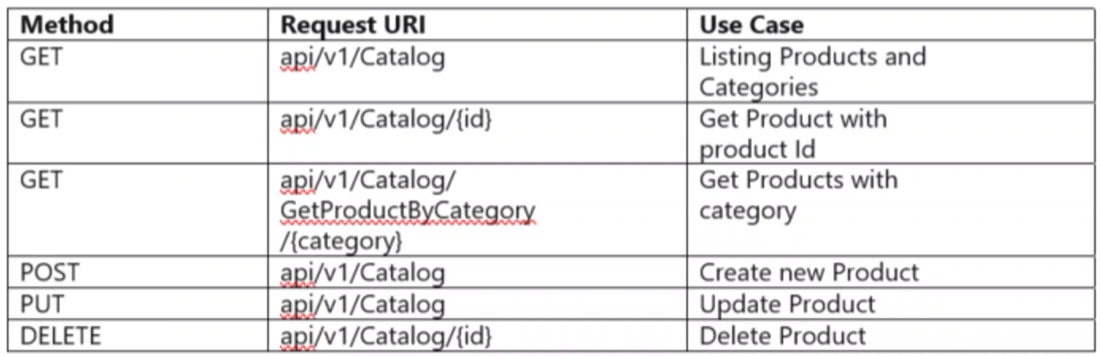 Method Request URI Use Case
GET api/v1/Catalog Listing Products and
Categories
GET api/v1/Catalog/{id} Get Product with
product Id
GET api/v1/Catalog/ Get Products with
GetProductByCategory category
/{category}
POST api/v1/Catalog Create new Product
PUT api/v1/Catalog Update Product
DELETE api/v1/Catalog/{id} Delete Product